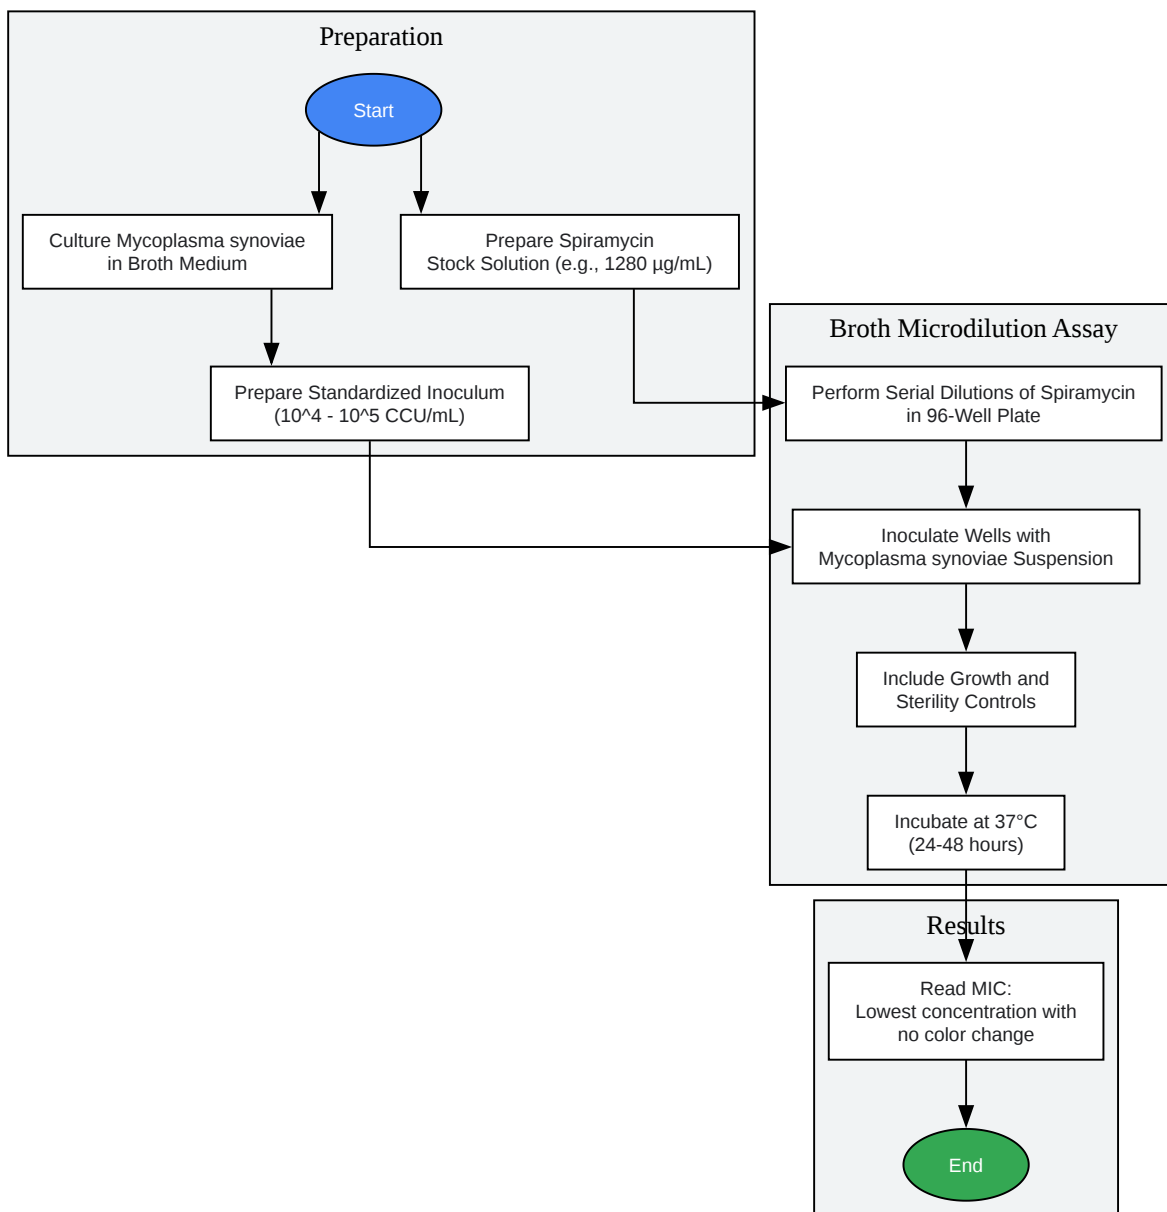 Preparation
Start
Culture Mycoplasma synoviae
in Broth Medium
Prepare Spiramycin
Stock Solution (e.g., 1280 µg/mL)
Prepare Standardized Inoculum
(10^4 - 10^5 CCU/mL)
Broth Microdilution Assay
Perform Serial Dilutions of Spiramycin
in 96-Well Plate
Inoculate Wells with
Mycoplasma synoviae Suspension
Include Growth and
Sterility Controls
Incubate at 37°C
(24-48 hours)
Results
Read MIC:
Lowest concentration with
no color change
End